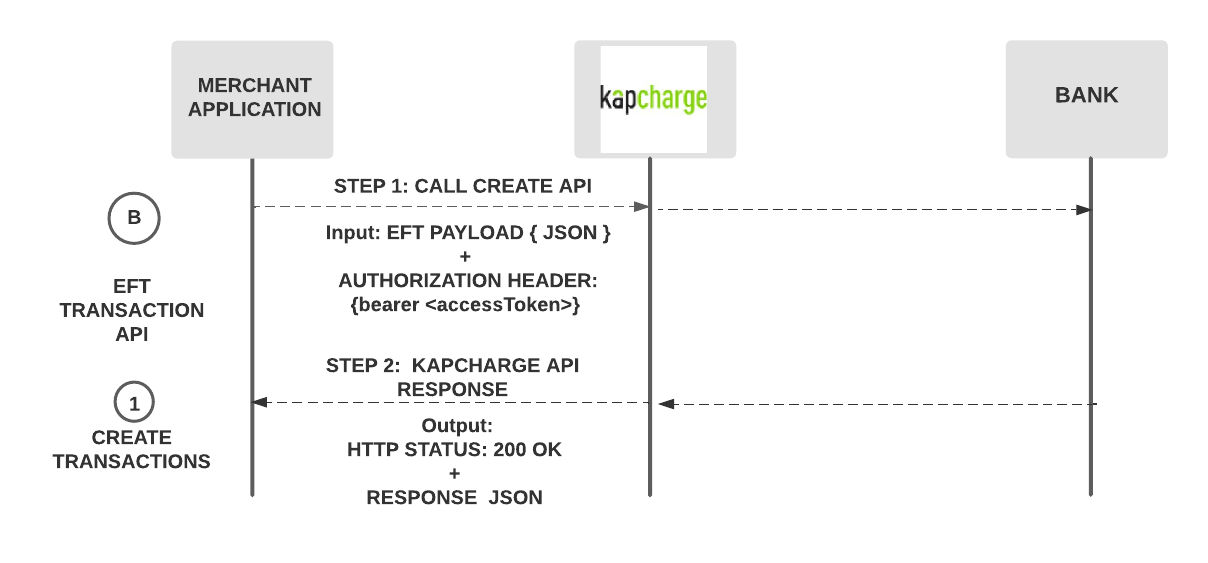 MERCHANT
APPLICATION
kapcharge
BANK
STEP 1: CALL CREATE API
B
Input: EFT PAYLOAD { JSON }
+
AUTHORIZATION HEADER:
{bearer <accessToken>}
EFT
TRANSACTION
API
STEP 2:  KAPCHARGE API
RESPONSE
1
CREATE
TRANSACTIONS
Output:
HTTP STATUS: 200 OK
+
RESPONSE  JSON